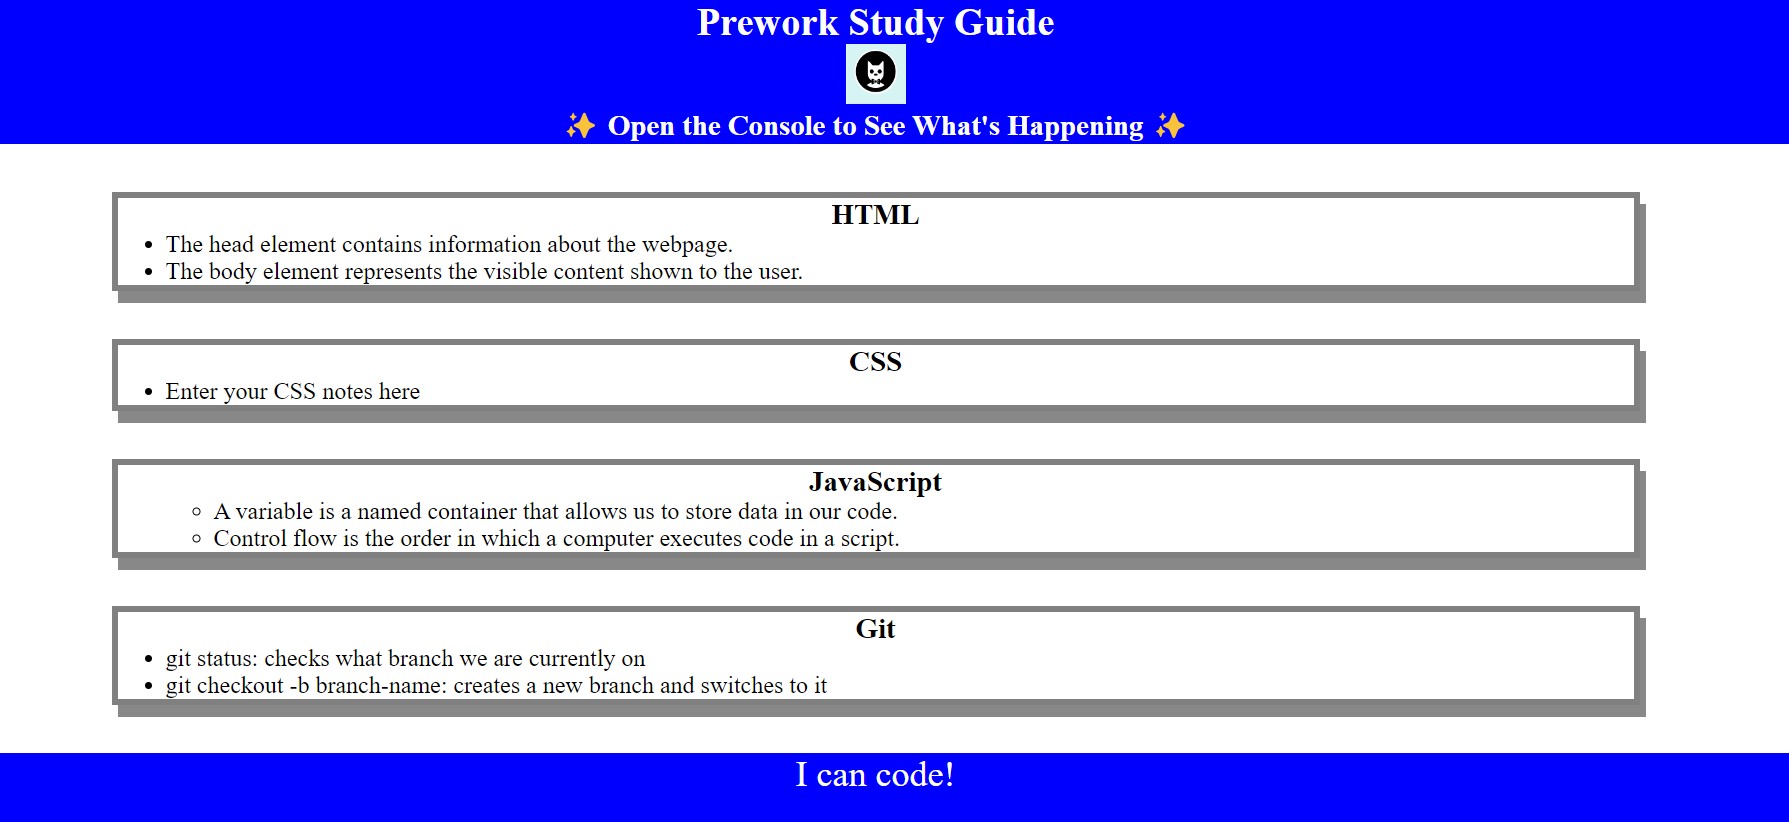 Prework Study Guide
✨ Open the Console to See What's Happening ✨
HTML
• The head element contains information about the webpage.
• The body element represents the visible content shown to the user.
CSS
• Enter your CSS notes here
JavaScript
◦ A variable is a named container that allows us to store data in our code.
◦ Control flow is the order in which a computer executes code in a script.
Git
• git status: checks what branch we are currently on
• git checkout -b branch-name: creates a new branch and switches to it
I can code!